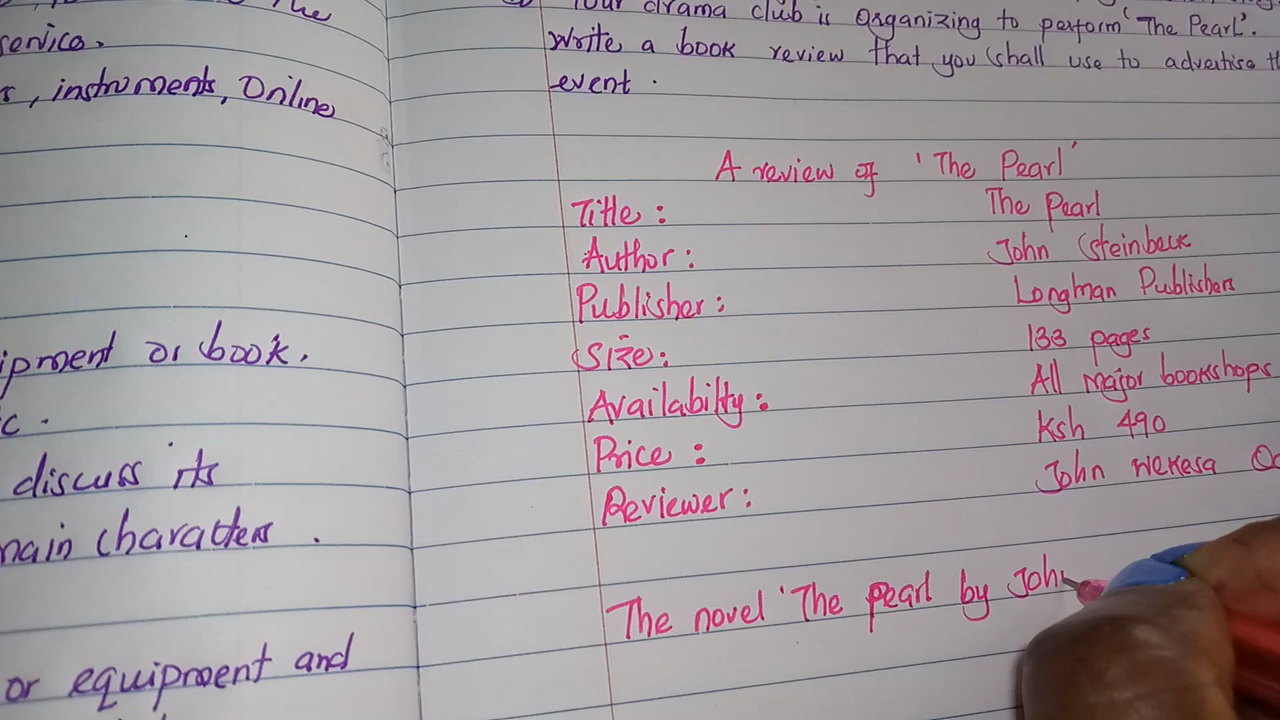 The
service.
, instruments, Online
ipment or book.
c.
discuss its
main characters.
or equipment and
Your drama club is organizing to perform 'The Pearl'.
Write a book review that you shall use to advertise th
event.
A review of 'The Pearl'
Title: The Pearl
Author: John Steinbeck
Publisher: Longman Publishers
Size: 133 pages
Availabilty: All Major bookshops
Price: Ksh 490
Reviewer: John Wekesa
The novel 'The pearl by John